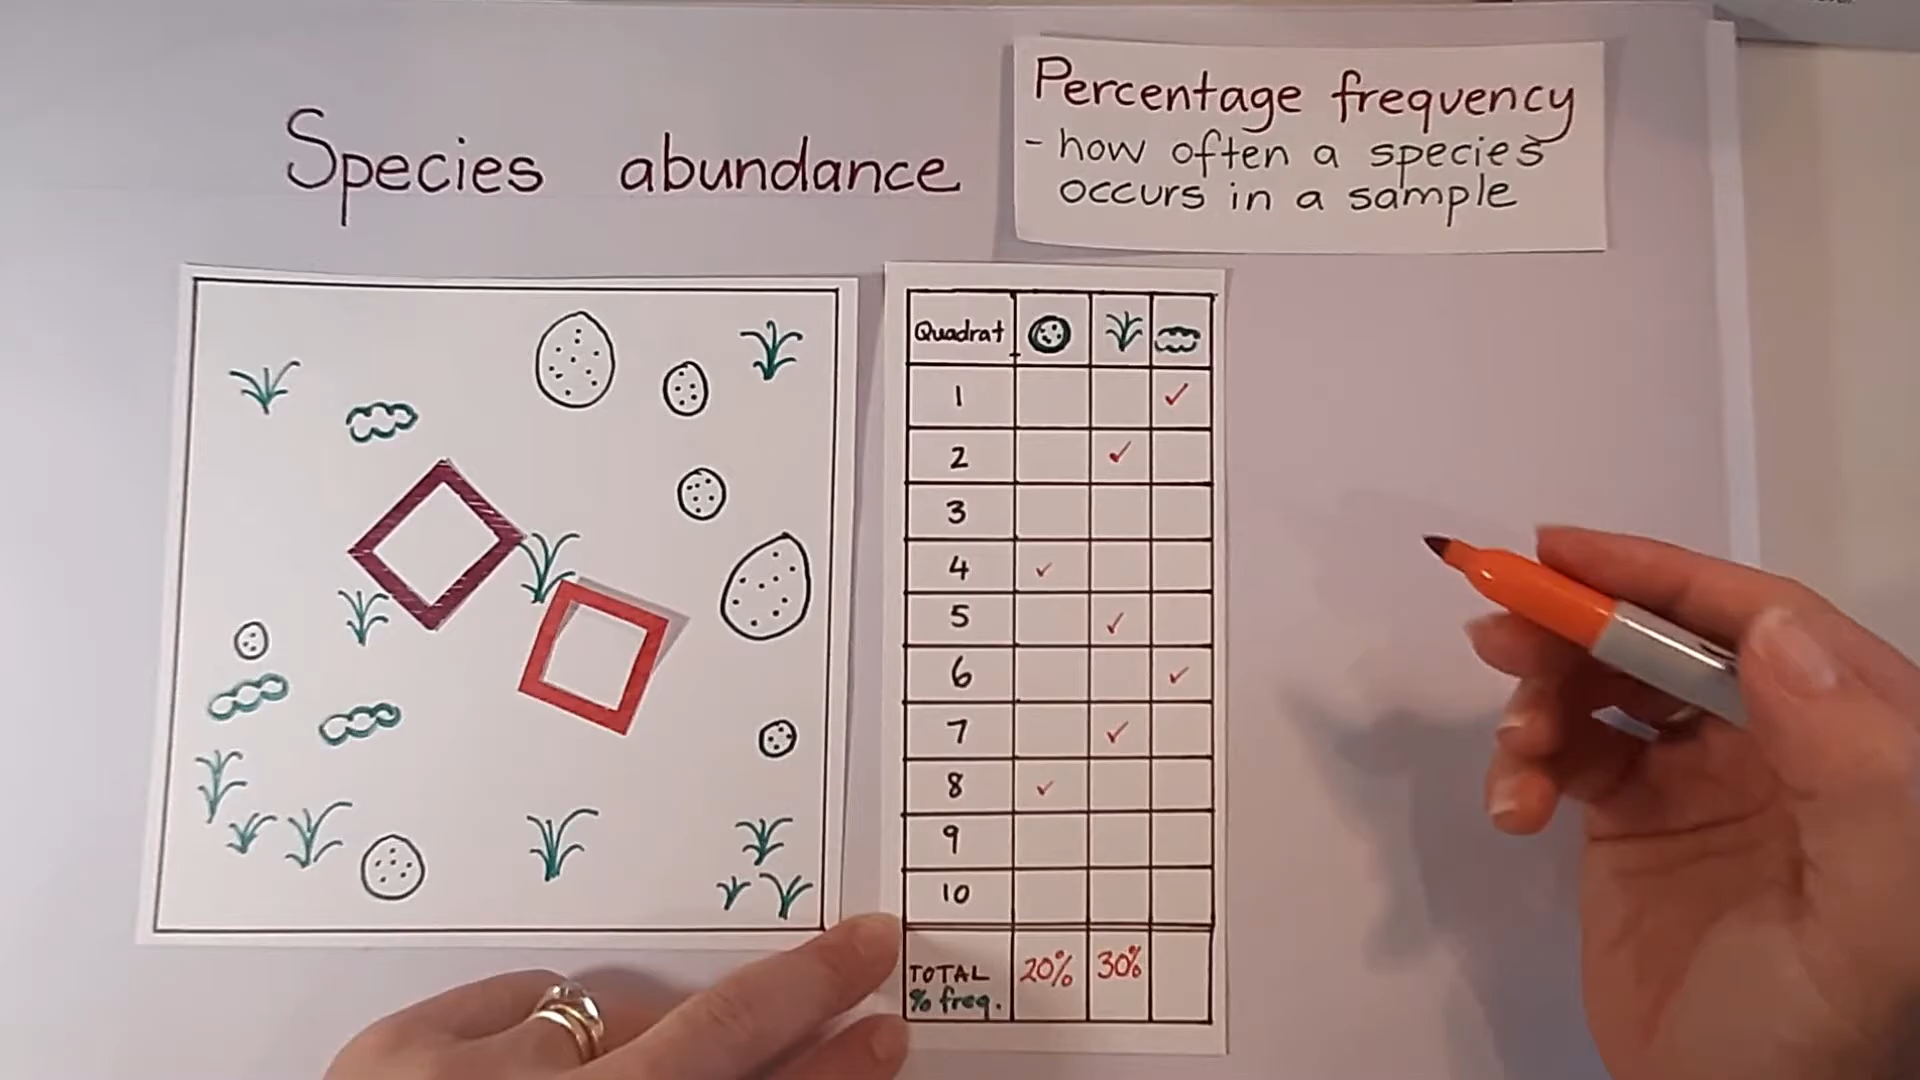 Species abundance
Percentage frequency
- how often a species
occurs in a sample
Quadrat
1 ✓
2 ✓
3
4 ✓
5 ✓
6 ✓
7 ✓
8 ✓
9
10
TOTAL 20% 30%
% freq.